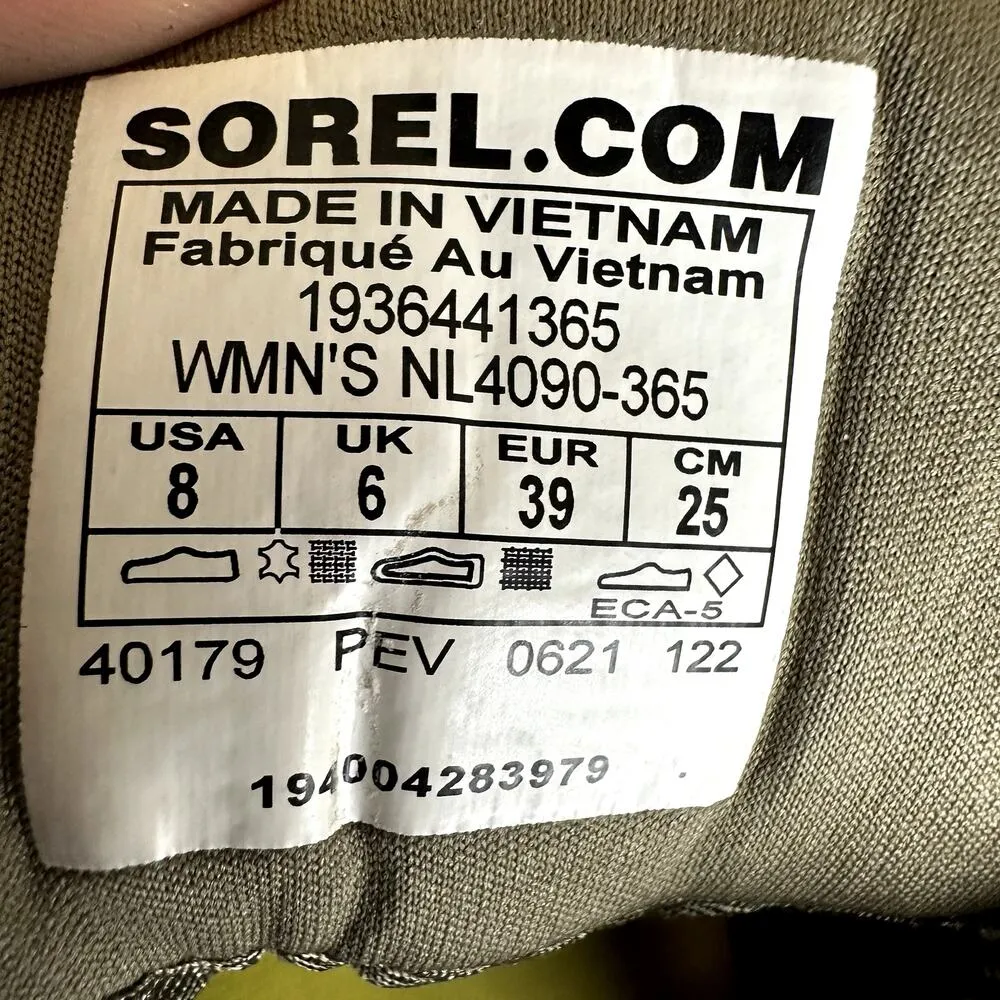 SOREL.COM
MADE IN VIETNAM
Fabriqué Au Vietnam
1936441365
WMN'S NL4090-365
USA UK EUR CM
8 6 39 25
ECA-5
40179 PEV 0621 122
194004283979